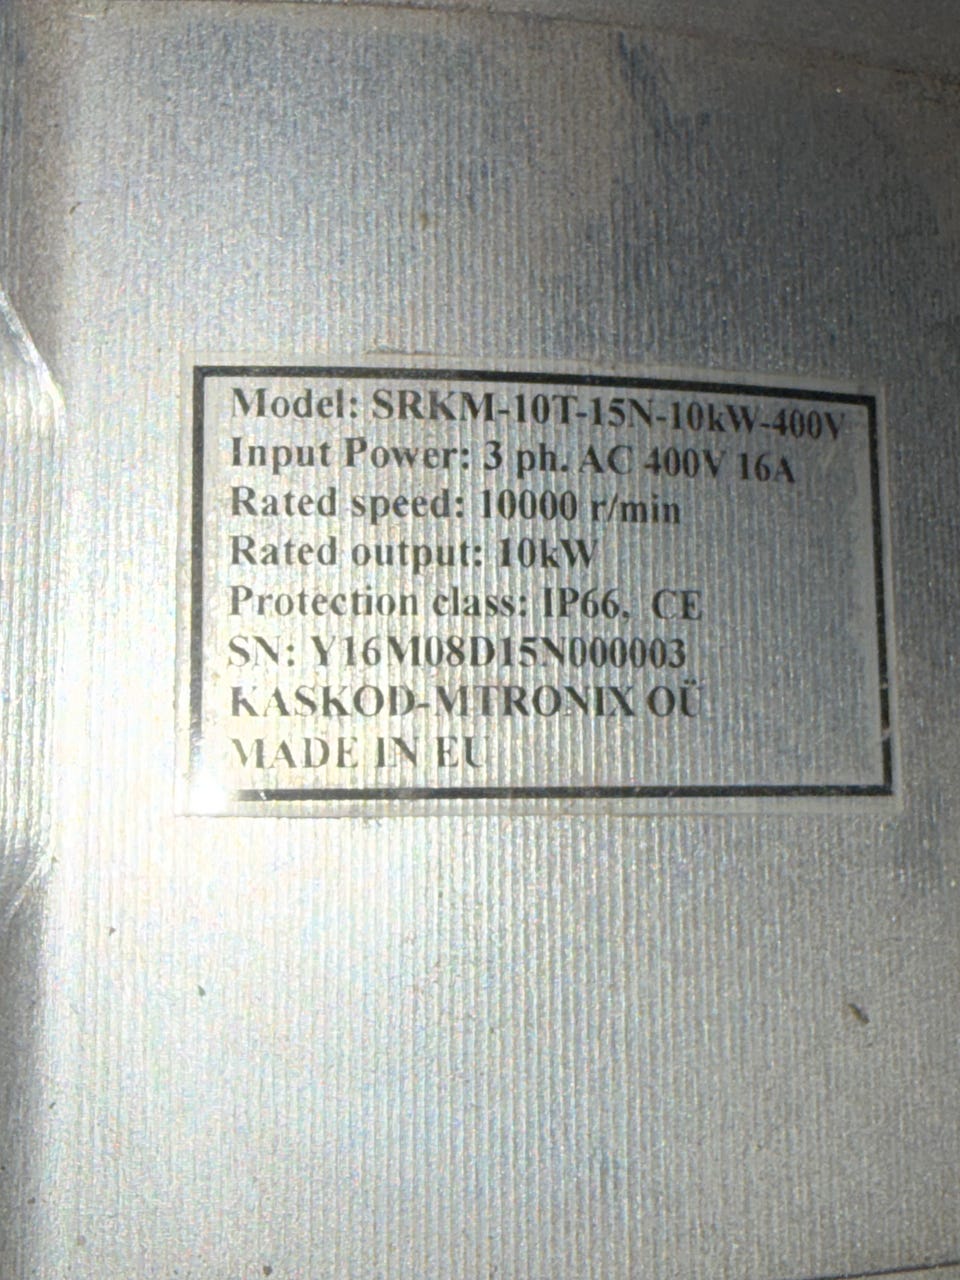 Model: SRKM-10T-15N-10kW-400V
Input Power: 3 ph. AC 400V 16A
Rated speed: 10000 r/min
Rated output: 10kW
Protection class: IP66, CE
SN: Y16M08D15N000003
KASKOD-MTRONIX OÜ
MADE IN EU